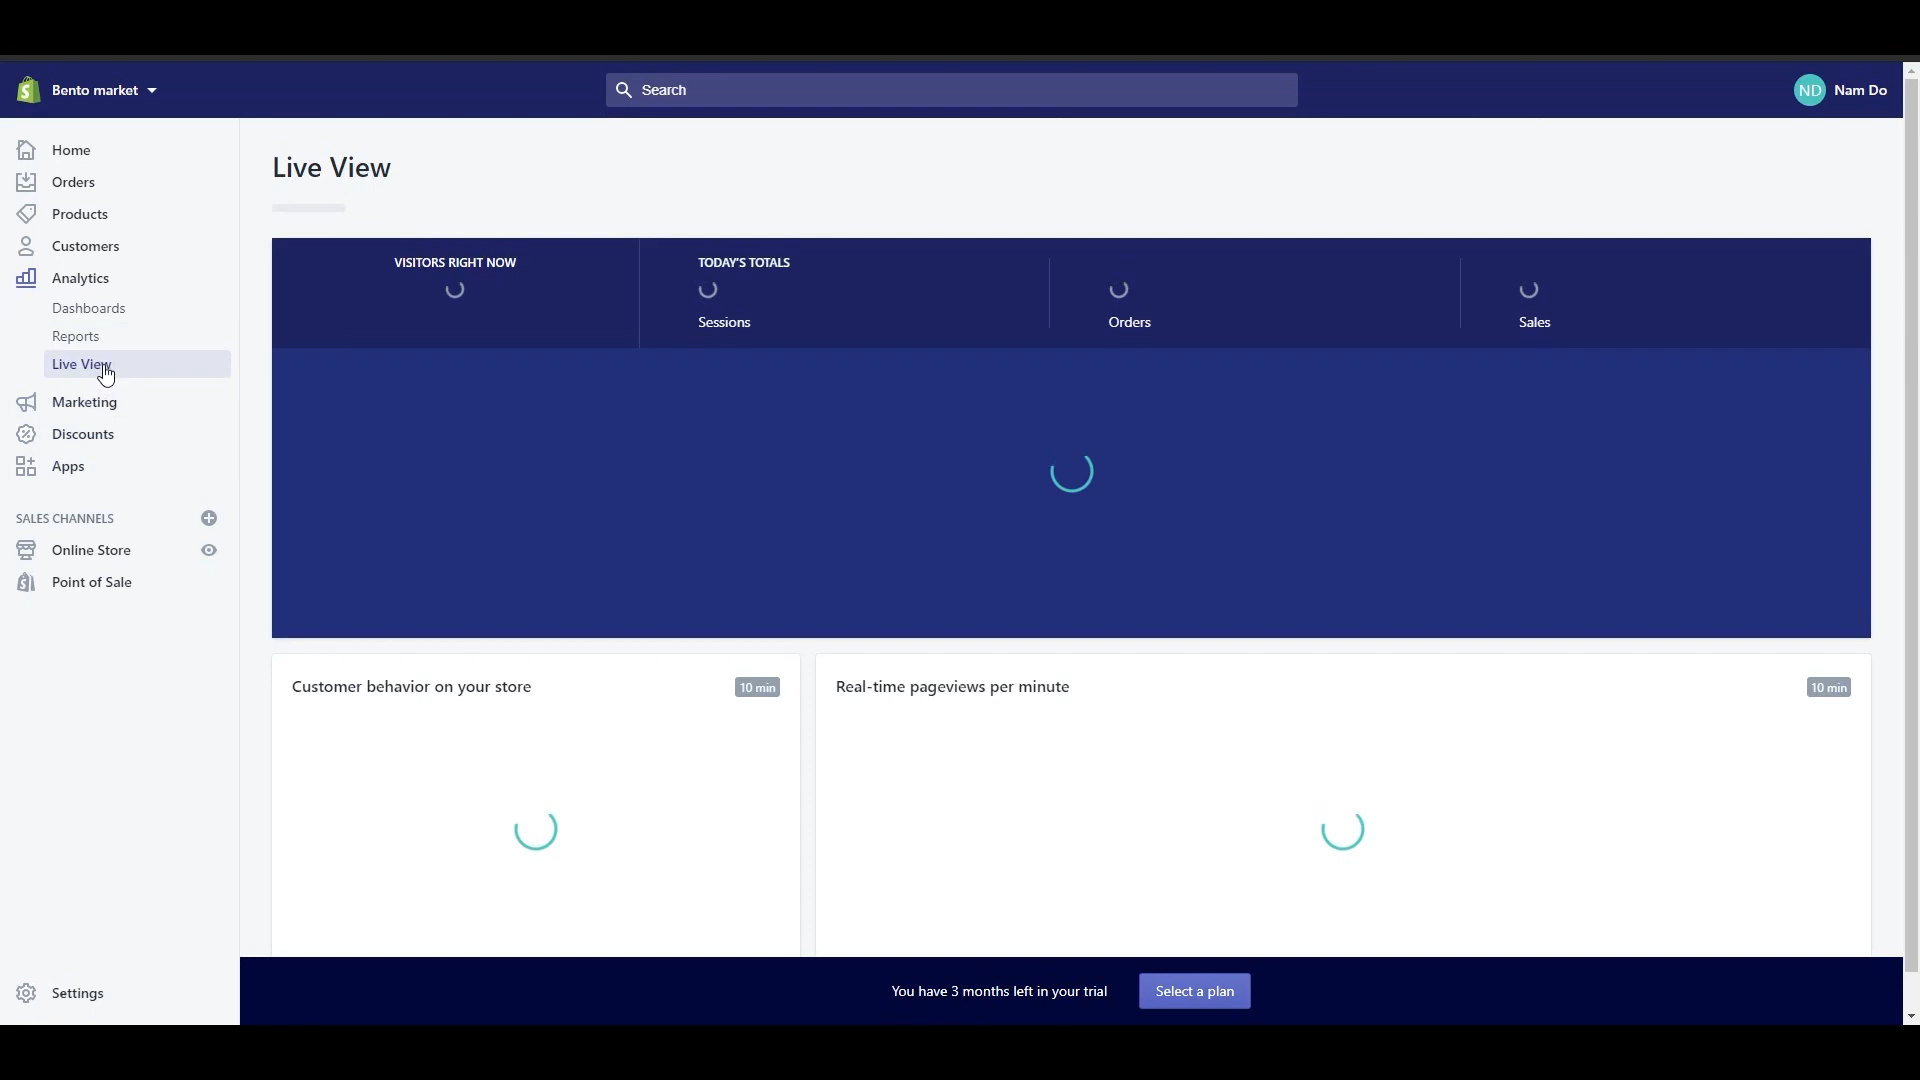 Bento market
Search
ND Nam Do
Home
Orders
Products
Customers
Analytics
Dashboards
Reports
Live View
Marketing
Discounts
Apps
SALES CHANNELS
Online Store
Point of Sale
Settings
Live View
VISITORS RIGHT NOW
TODAY'S TOTALS
Sessions
Orders
Sales
Customer behavior on your store
10 min
Real-time pageviews per minute
10 min
You have 3 months left in your trial
Select a plan